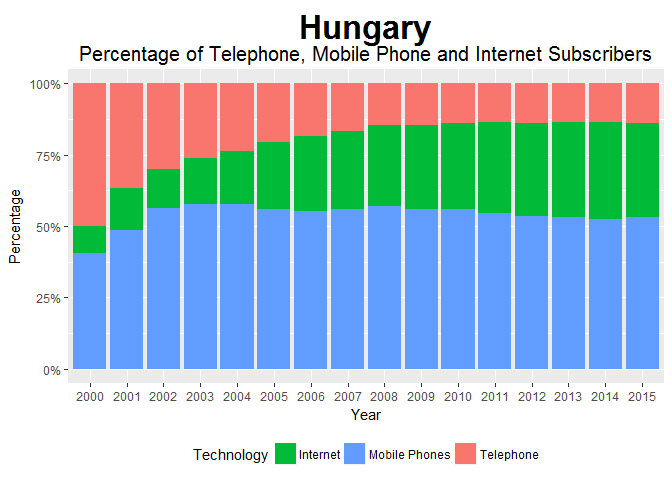 Hungary
Percentage of Telephone, Mobile Phone and Internet Subscribers
100%
75%
50%
25%
0%
Percentage
2000 2001 2002 2003 2004 2005 2006 2007 2008 2009 2010 2011 2012 2013 2014 2015
Year
Technology Internet Mobile Phones Telephone